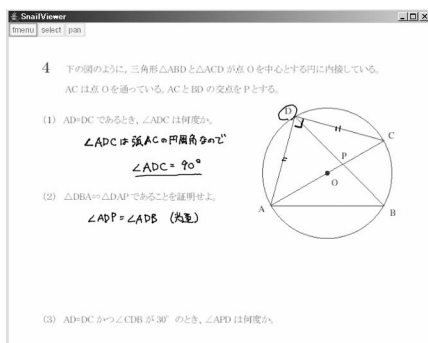 SnailViewer
fmenu select pan
4 下の図のように、三角形△ABDと△ACDが点Oを中心とする円に内接している。
ACは点Oを通っている。ACとBDの交点をPとする。
(1) AD=DCであるとき、∠ADCは何度か。
∠ADCは弧ACの円周角なので
∠ADC = 90°
(2) △DBA∽△DAPであることを証明せよ。
∠ADP = ∠ADB (共通)
(3) AD=DCかつ∠CDBが30°のとき、∠APDは何度か。
D
C
P
O
A
B